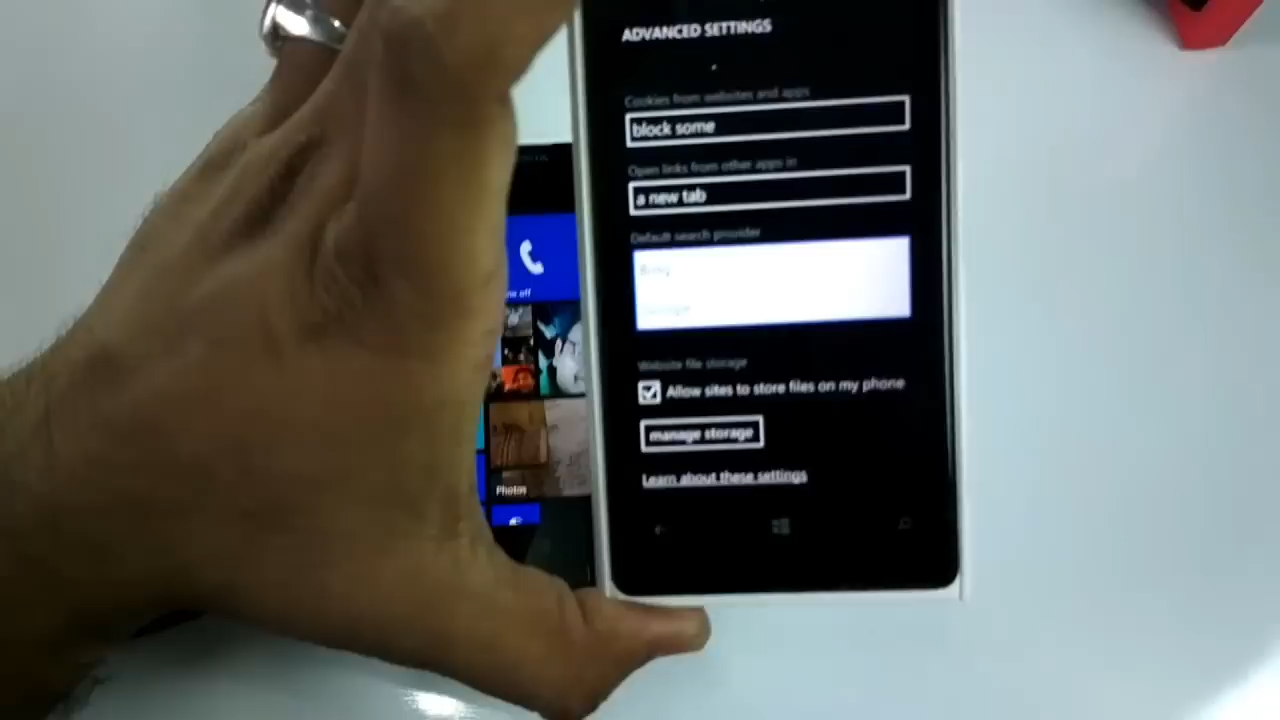 ADVANCED SETTINGS
Cookies from websites and apps
block some
Open links from other apps in
a new tab
Default search provider
Bing
Google
Website file storage
Allow sites to store files on my phone
manage storage
Learn about these settings
Photos